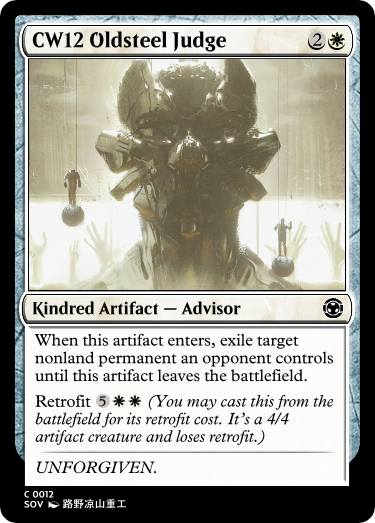 CW12 Oldsteel Judge 2
Kindred Artifact — Advisor
When this artifact enters, exile target
nonland permanent an opponent controls
until this artifact leaves the battlefield.
Retrofit 5 (You may cast this from the
battlefield for its retrofit cost. It's a 4/4
artifact creature and loses retrofit.)
UNFORGIVEN.
C 0012
SOV 路野凉山重工